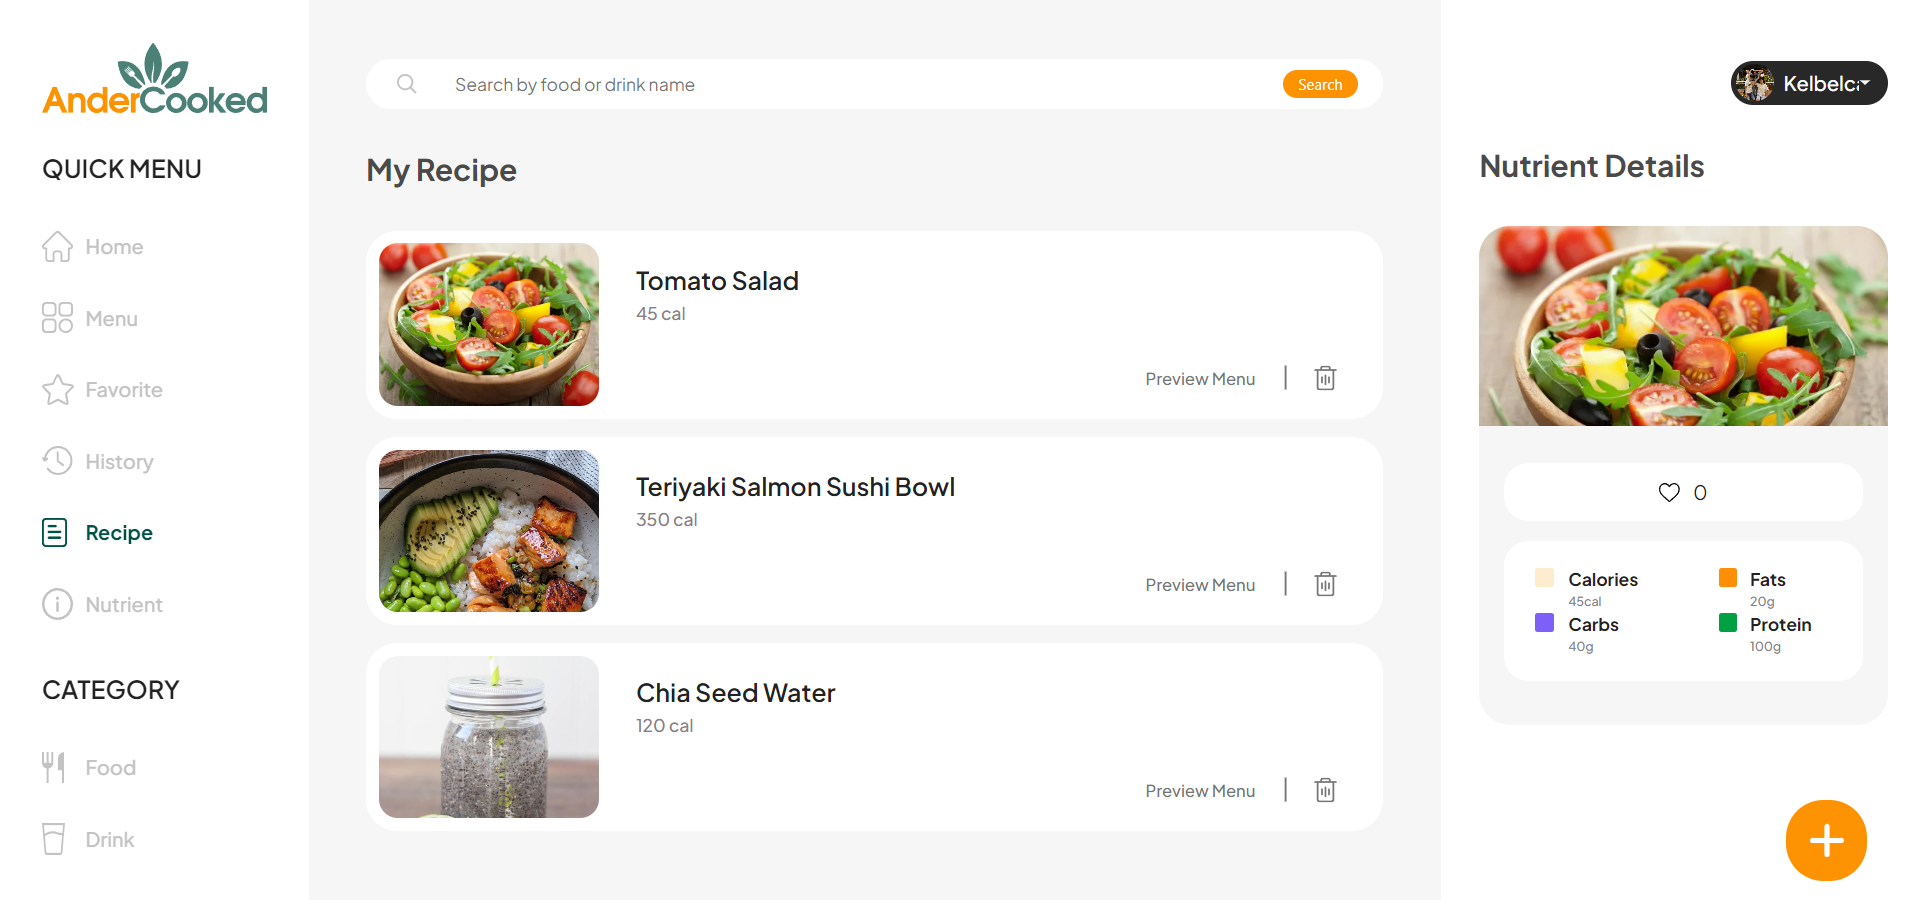 AnderCooked
QUICK MENU
Home
Menu
Favorite
History
Recipe
Nutrient
CATEGORY
Food
Drink
Search by food or drink name
Search
My Recipe
Tomato Salad
45 cal
Preview Menu
Teriyaki Salmon Sushi Bowl
350 cal
Preview Menu
Chia Seed Water
120 cal
Preview Menu
Kelbelca
Nutrient Details
0
Calories
45cal
Fats
20g
Carbs
40g
Protein
100g